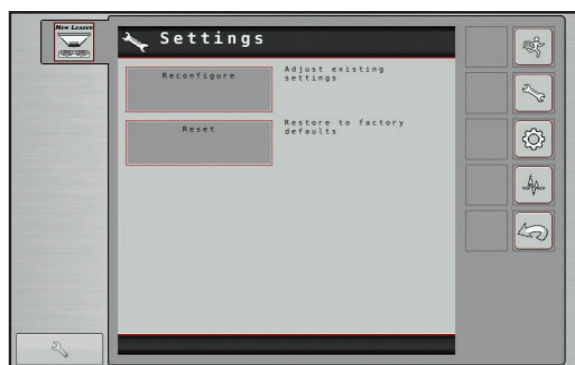 New Leader
Settings
Reconfigure
Adjust existing
settings
Reset
Restore to factory
defaults